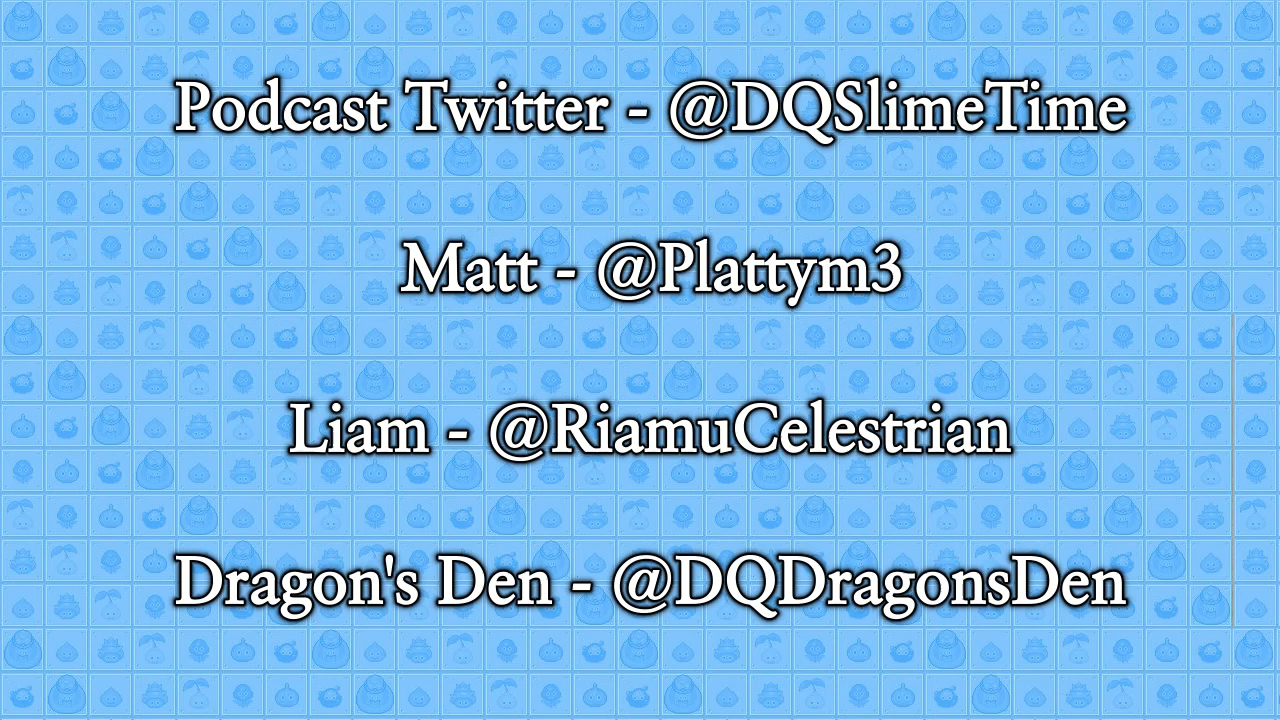 Podcast Twitter - @DQSlimeTime
Matt - @Plattym3
Liam - @RiamuCelestrian
Dragon's Den - @DQDragonsDen